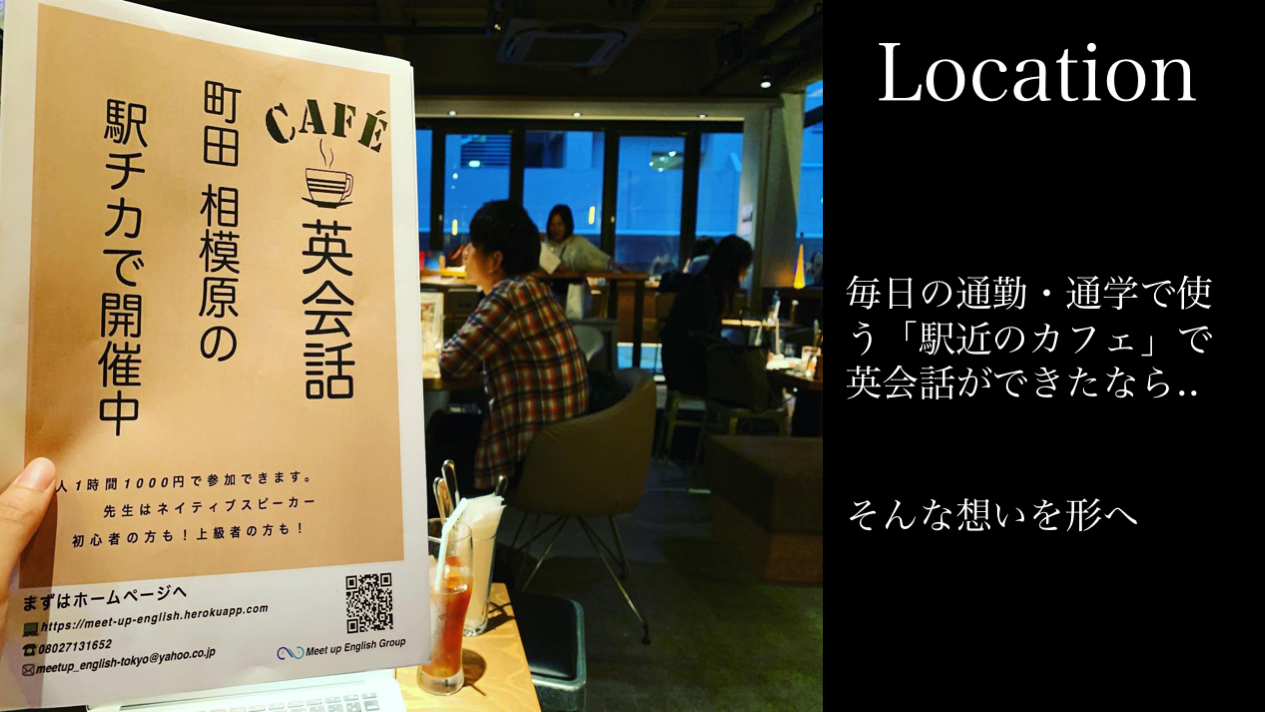 CAFÉ
英会話
町田 相模原の
駅チカで開催中
人1時間1000円で参加できます。
先生はネイティブスピーカー
初心者の方も！上級者の方も！
まずはホームページへ
https://meet-up-english.herokuapp.com
08027131652
meetup_english-tokyo@yahoo.co.jp
Meet up English Group
Location
毎日の通勤・通学で使
う「駅近のカフェ」で
英会話ができたなら..
そんな想いを形へ